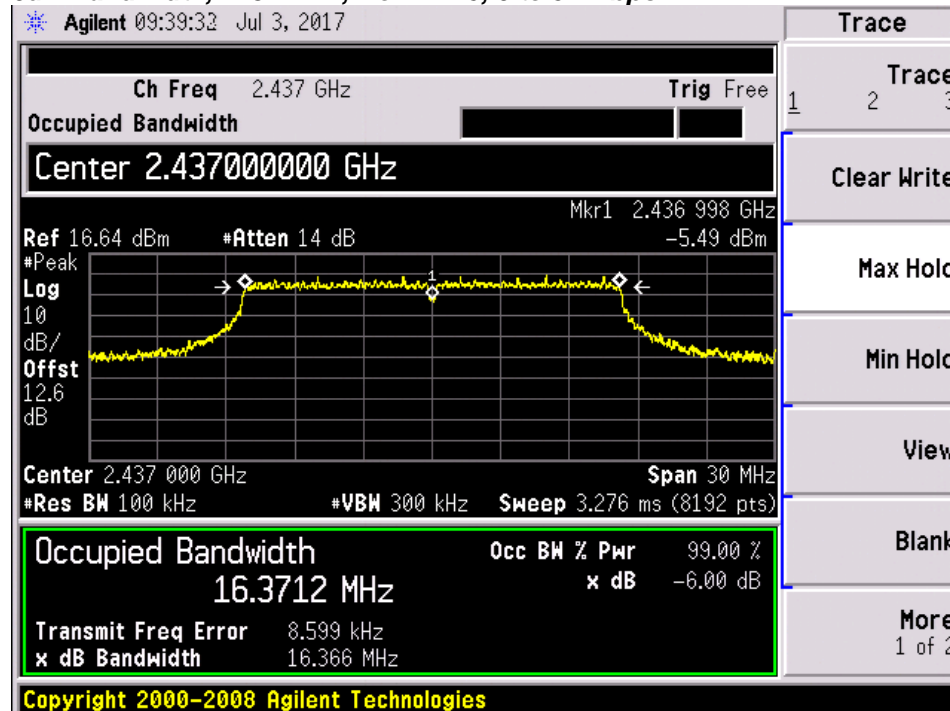 Agilent 09:39:32 Jul 3, 2017
Trace
Ch Freq 2.437 GHz Trig Free
Occupied Bandwidth
Center 2.437000000 GHz
Mkr1 2.436 998 GHz
Ref 16.64 dBm #Atten 14 dB -5.49 dBm
#Peak
Log
10
dB/
Offst
12.6
dB
1
Center 2.437 000 GHz Span 30 MHz
#Res BW 100 kHz #VBW 300 kHz Sweep 3.276 ms (8192 pts)
Occupied Bandwidth Occ BW % Pwr 99.00 %
16.3712 MHz x dB -6.00 dB
Transmit Freq Error 8.599 kHz
x dB Bandwidth 16.366 MHz
Copyright 2000-2008 Agilent Technologies
Trace
1 2 3
Clear Write
Max Hold
Min Hold
View
Blank
More
1 of 2